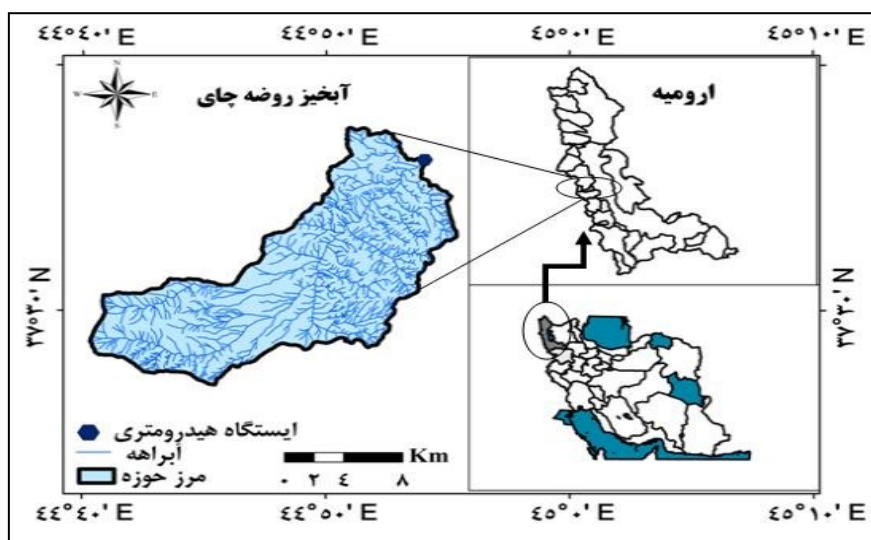 ٤٤°٤٠' E ٤٤°٥٠' E ٤٥°٠' E ٤٥°١٠' E
N
W E
S
آبخیز روضه چای
ارومیه
٣٧°٣٠' N
٣٧°٣٠' N
ایستگاه هیدرومتری
آبراهه
مرز حوزه
Km
٠ ٢ ٤ ٨
٤٤°٤٠' E ٤٤°٥٠' E ٤٥°٠' E ٤٥°١٠' E